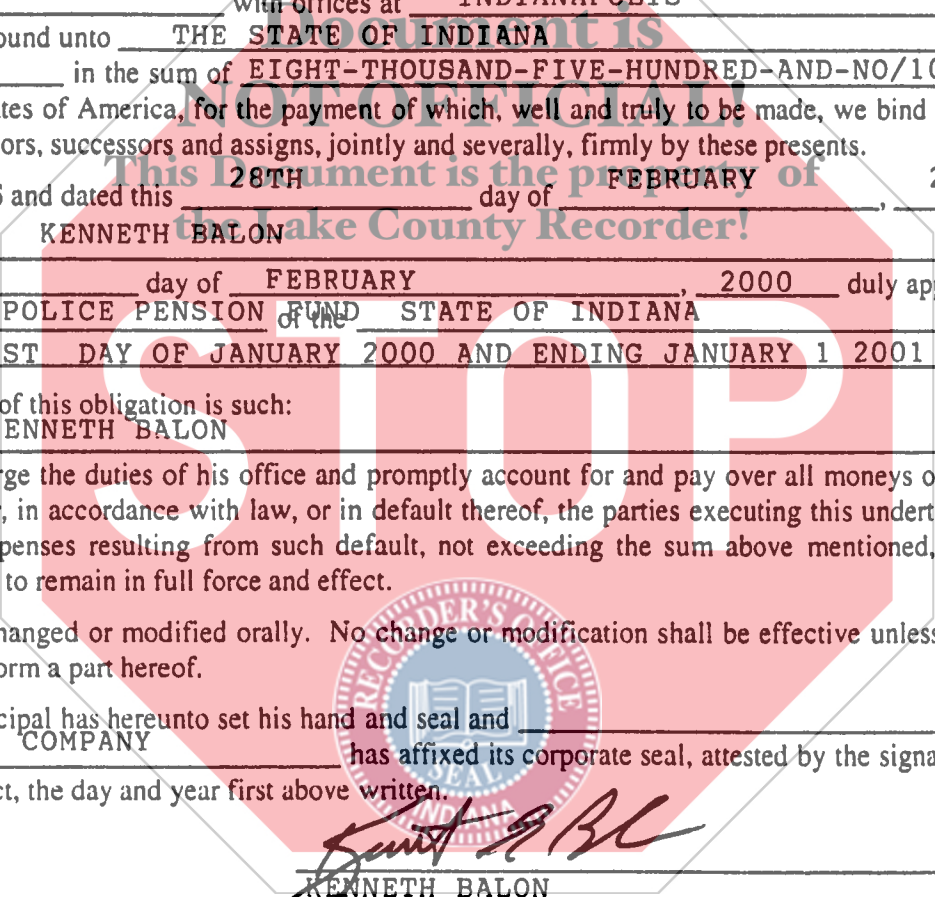 with offices at INDIANAPOLIS
ound unto THE STATE OF INDIANA
Document is
in the sum of EIGHT-THOUSAND-FIVE-HUNDRED-AND-NO/10
NOT OFFICIAL!
tes of America, for the payment of which, well and truly to be made, we bind
ors, successors and assigns, jointly and severally, firmly by these presents.
This Document is the property of
and dated this 28TH day of FEBRUARY , 2
the Lake County Recorder!
KENNETH BALON
day of FEBRUARY , 2000 duly app
POLICE PENSION FUND of the STATE OF INDIANA
ST DAY OF JANUARY 2000 AND ENDING JANUARY 1 2001
STOP
of this obligation is such:
ENNETH BALON
rge the duties of his office and promptly account for and pay over all moneys o
, in accordance with law, or in default thereof, the parties executing this undert
penses resulting from such default, not exceeding the sum above mentioned,
to remain in full force and effect.
hanged or modified orally. No change or modification shall be effective unless
orm a part hereof.
RECORDER'S OFFICE
SEAL
INDIANA
cipal has hereunto set his hand and seal and
COMPANY
has affixed its corporate seal, attested by the signa
ct, the day and year first above written.
KENNETH BALON